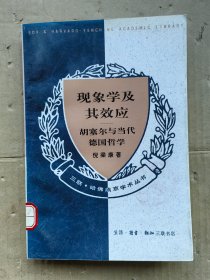 SDX & HARVARD-YENCHING ACADEMIC LIBRARY
现象学及
其效应
胡塞尔与当代
德国哲学
倪梁康著
三联·哈佛燕京学术丛书
生活·读书·新知三联书店